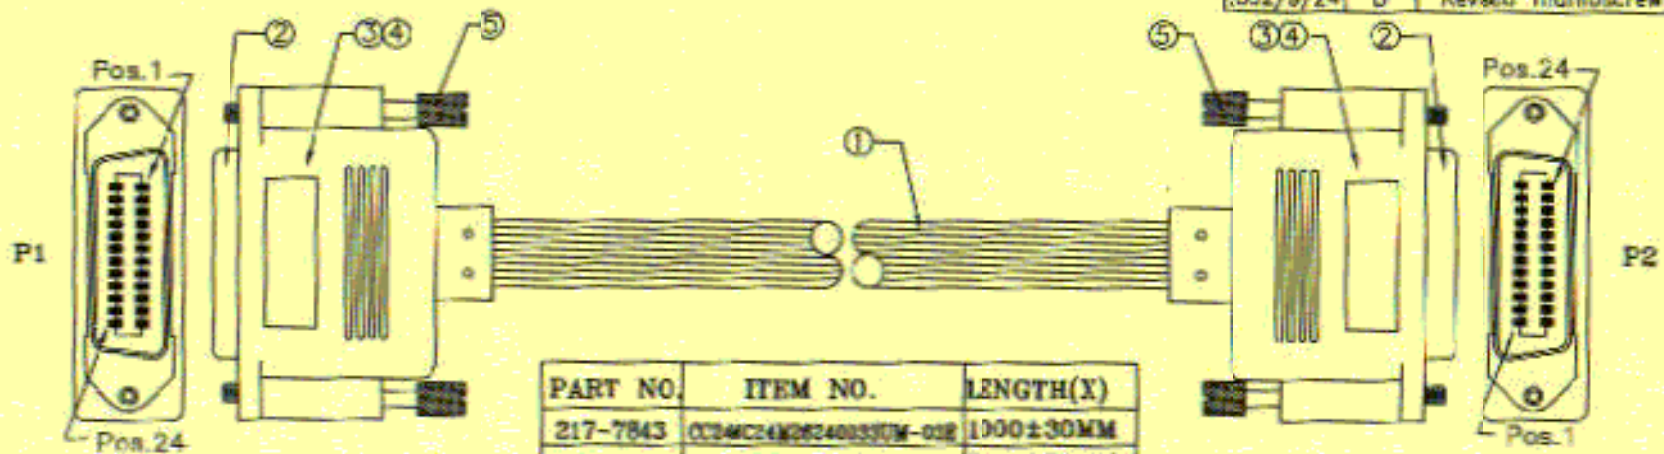 ② ③④ ⑤ ⑤ ③④ ②
Pos.1 Pos.24
①
P1 P2
PART NO. ITEM NO. LENGTH(X)
217-7843 1000±30MM
Pos.24 Pos.1